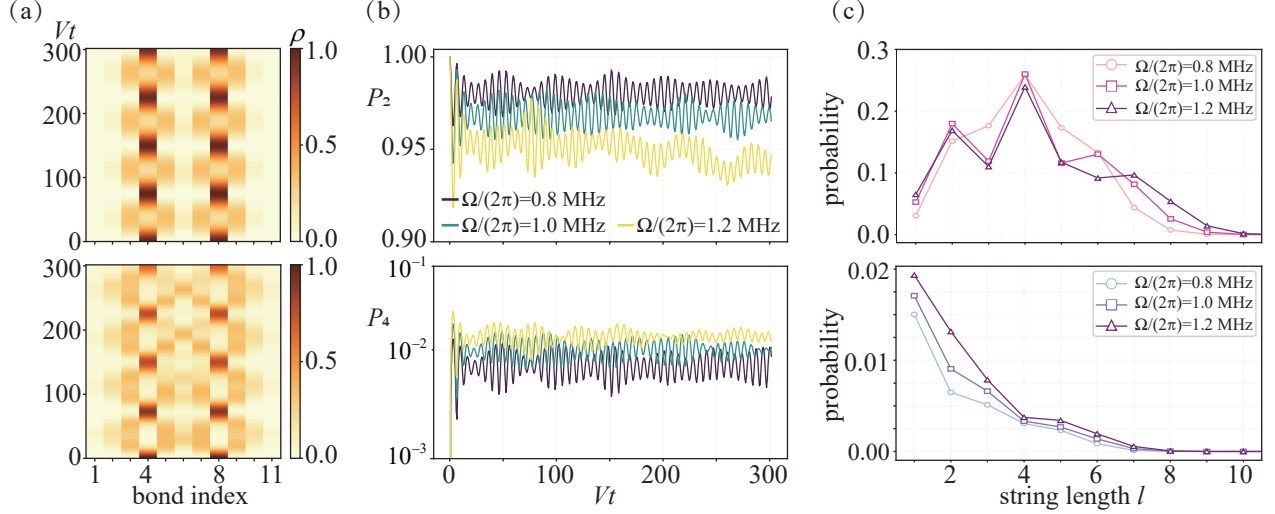 (a)
Vt
ρ
300
200
100
0
1.0
0.5
0.0
300
200
100
0
1.0
0.5
0.0
1 4 8 11
bond index
(b)
P₂
1.00
0.95
0.90
Ω/(2π)=0.8 MHz
Ω/(2π)=1.0 MHz Ω/(2π)=1.2 MHz
P₄
10⁻¹
10⁻²
10⁻³
0 100 200 300
Vt
(c)
probability
0.3
0.2
0.1
0.0
Ω/(2π)=0.8 MHz
Ω/(2π)=1.0 MHz
Ω/(2π)=1.2 MHz
probability
0.02
0.01
0.00
Ω/(2π)=0.8 MHz
Ω/(2π)=1.0 MHz
Ω/(2π)=1.2 MHz
2 4 6 8 10
string length l